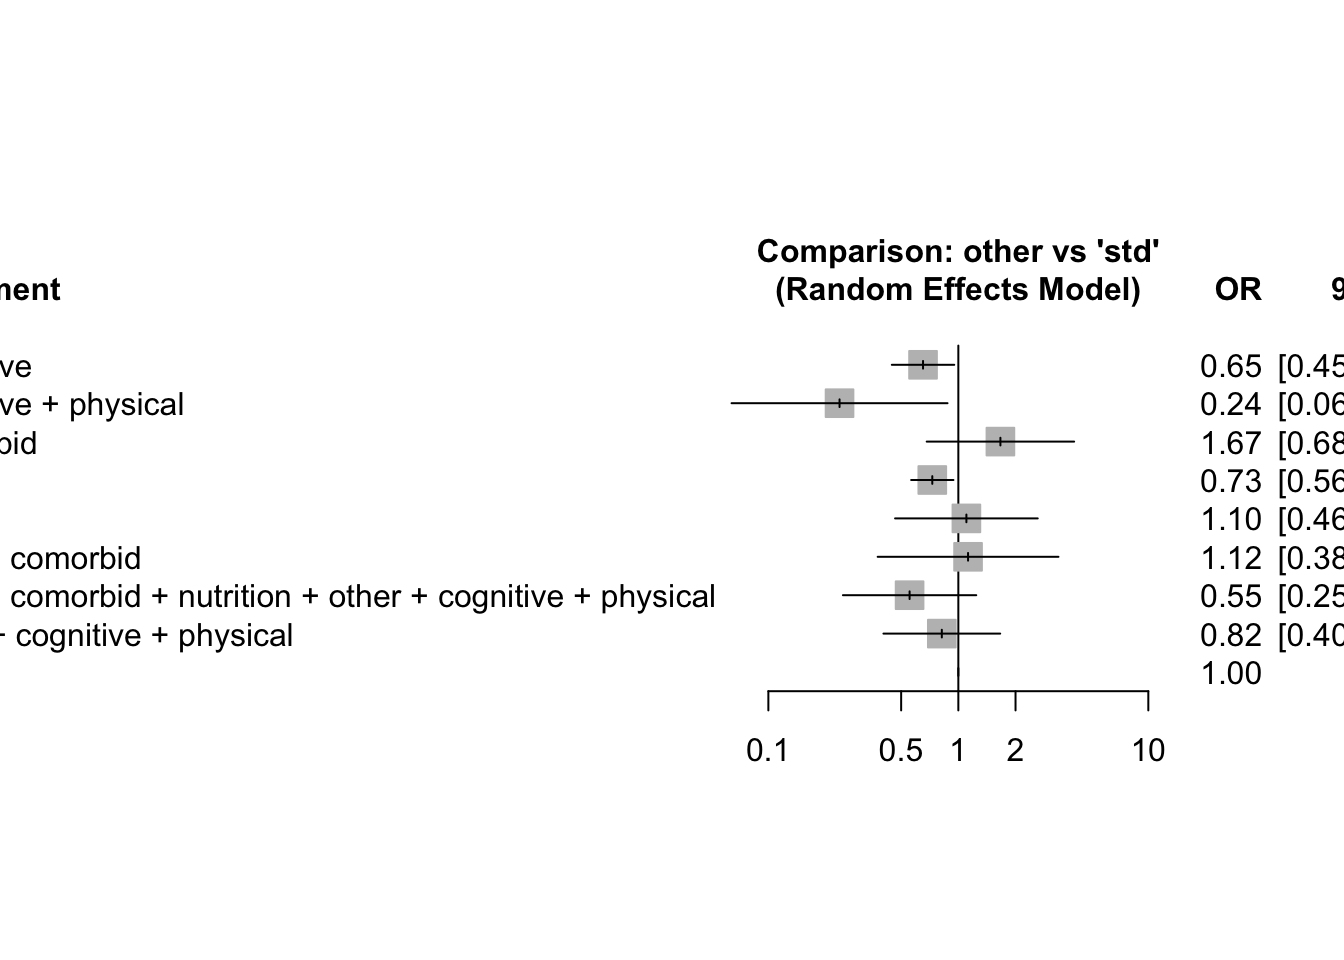 Comparison: other vs 'std'
ment (Random Effects Model) OR 9
ve 0.65 [0.45
ve + physical 0.24 [0.06
bid 1.67 [0.68
0.73 [0.56
1.10 [0.46
comorbid 1.12 [0.38
comorbid + nutrition + other + cognitive + physical 0.55 [0.25
+ cognitive + physical 0.82 [0.40
1.00
0.1 0.5 1 2 10